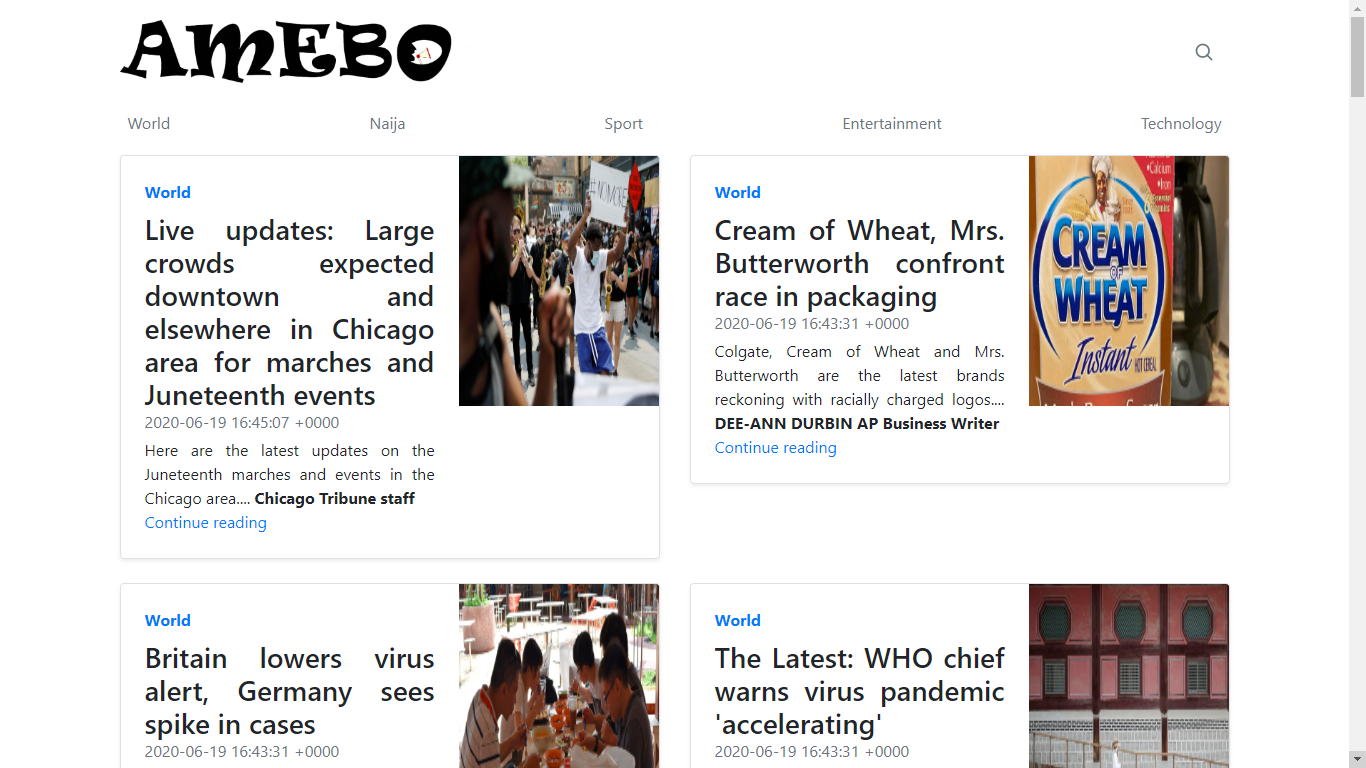 AMEBO
World
Naija
Sport
Entertainment
Technology
World
Live updates: Large
crowds expected
downtown and
elsewhere in Chicago
area for marches and
Juneteenth events
2020-06-19 16:45:07 +0000
Here are the latest updates on the
Juneteenth marches and events in the
Chicago area.... Chicago Tribune staff
Continue reading
#NOMORE
World
Cream of Wheat, Mrs.
Butterworth confront
race in packaging
2020-06-19 16:43:31 +0000
Colgate, Cream of Wheat and Mrs.
Butterworth are the latest brands
reckoning with racially charged logos....
DEE-ANN DURBIN AP Business Writer
Continue reading
•Calcium
•Iron
CREAM
OF
WHEAT
Instant HOT CEREAL
World
Britain lowers virus
alert, Germany sees
spike in cases
2020-06-19 16:43:31 +0000
World
The Latest: WHO chief
warns virus pandemic
'accelerating'
2020-06-19 16:43:31 +0000